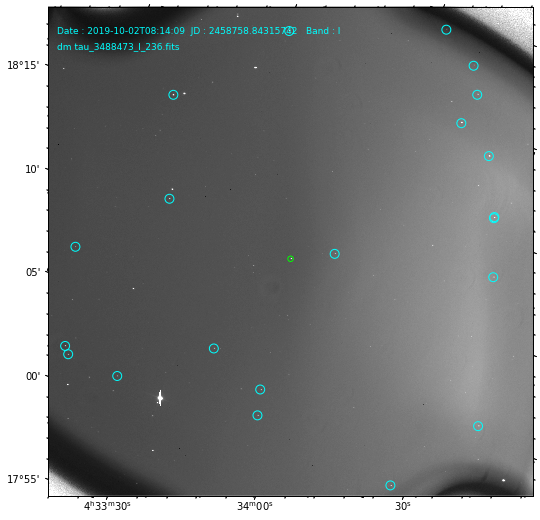 Date : 2019-10-02T08:14:09 JD : 2458758.84315742 Band : I
dm tau_3488473_I_236.fits
18°15'
10'
05'
00'
17°55'
4h33m30s 34m00s 30s